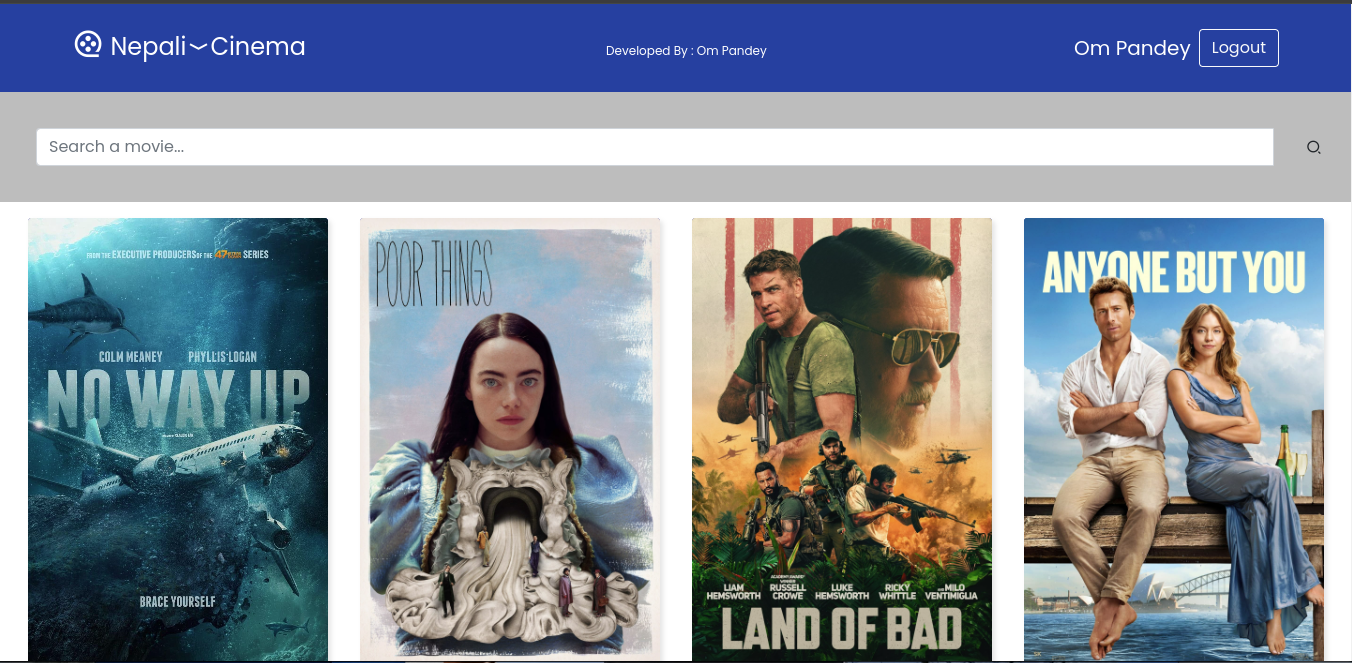 Nepali Cinema
Developed By : Om Pandey
Om Pandey
Logout
Search a movie...
FROM THE EXECUTIVE PRODUCERS OF THE 47 SERIES
COLM MEANEY PHYLLIS LOGAN
NO WAY UP
BRACE YOURSELF
POOR THINGS
LIAM HEMSWORTH
ACADEMY AWARD WINNER RUSSELL CROWE
LUKE HEMSWORTH
RICKY WHITTLE
AND MILO VENTIMIGLIA
LAND OF BAD
ANYONE BUT YOU